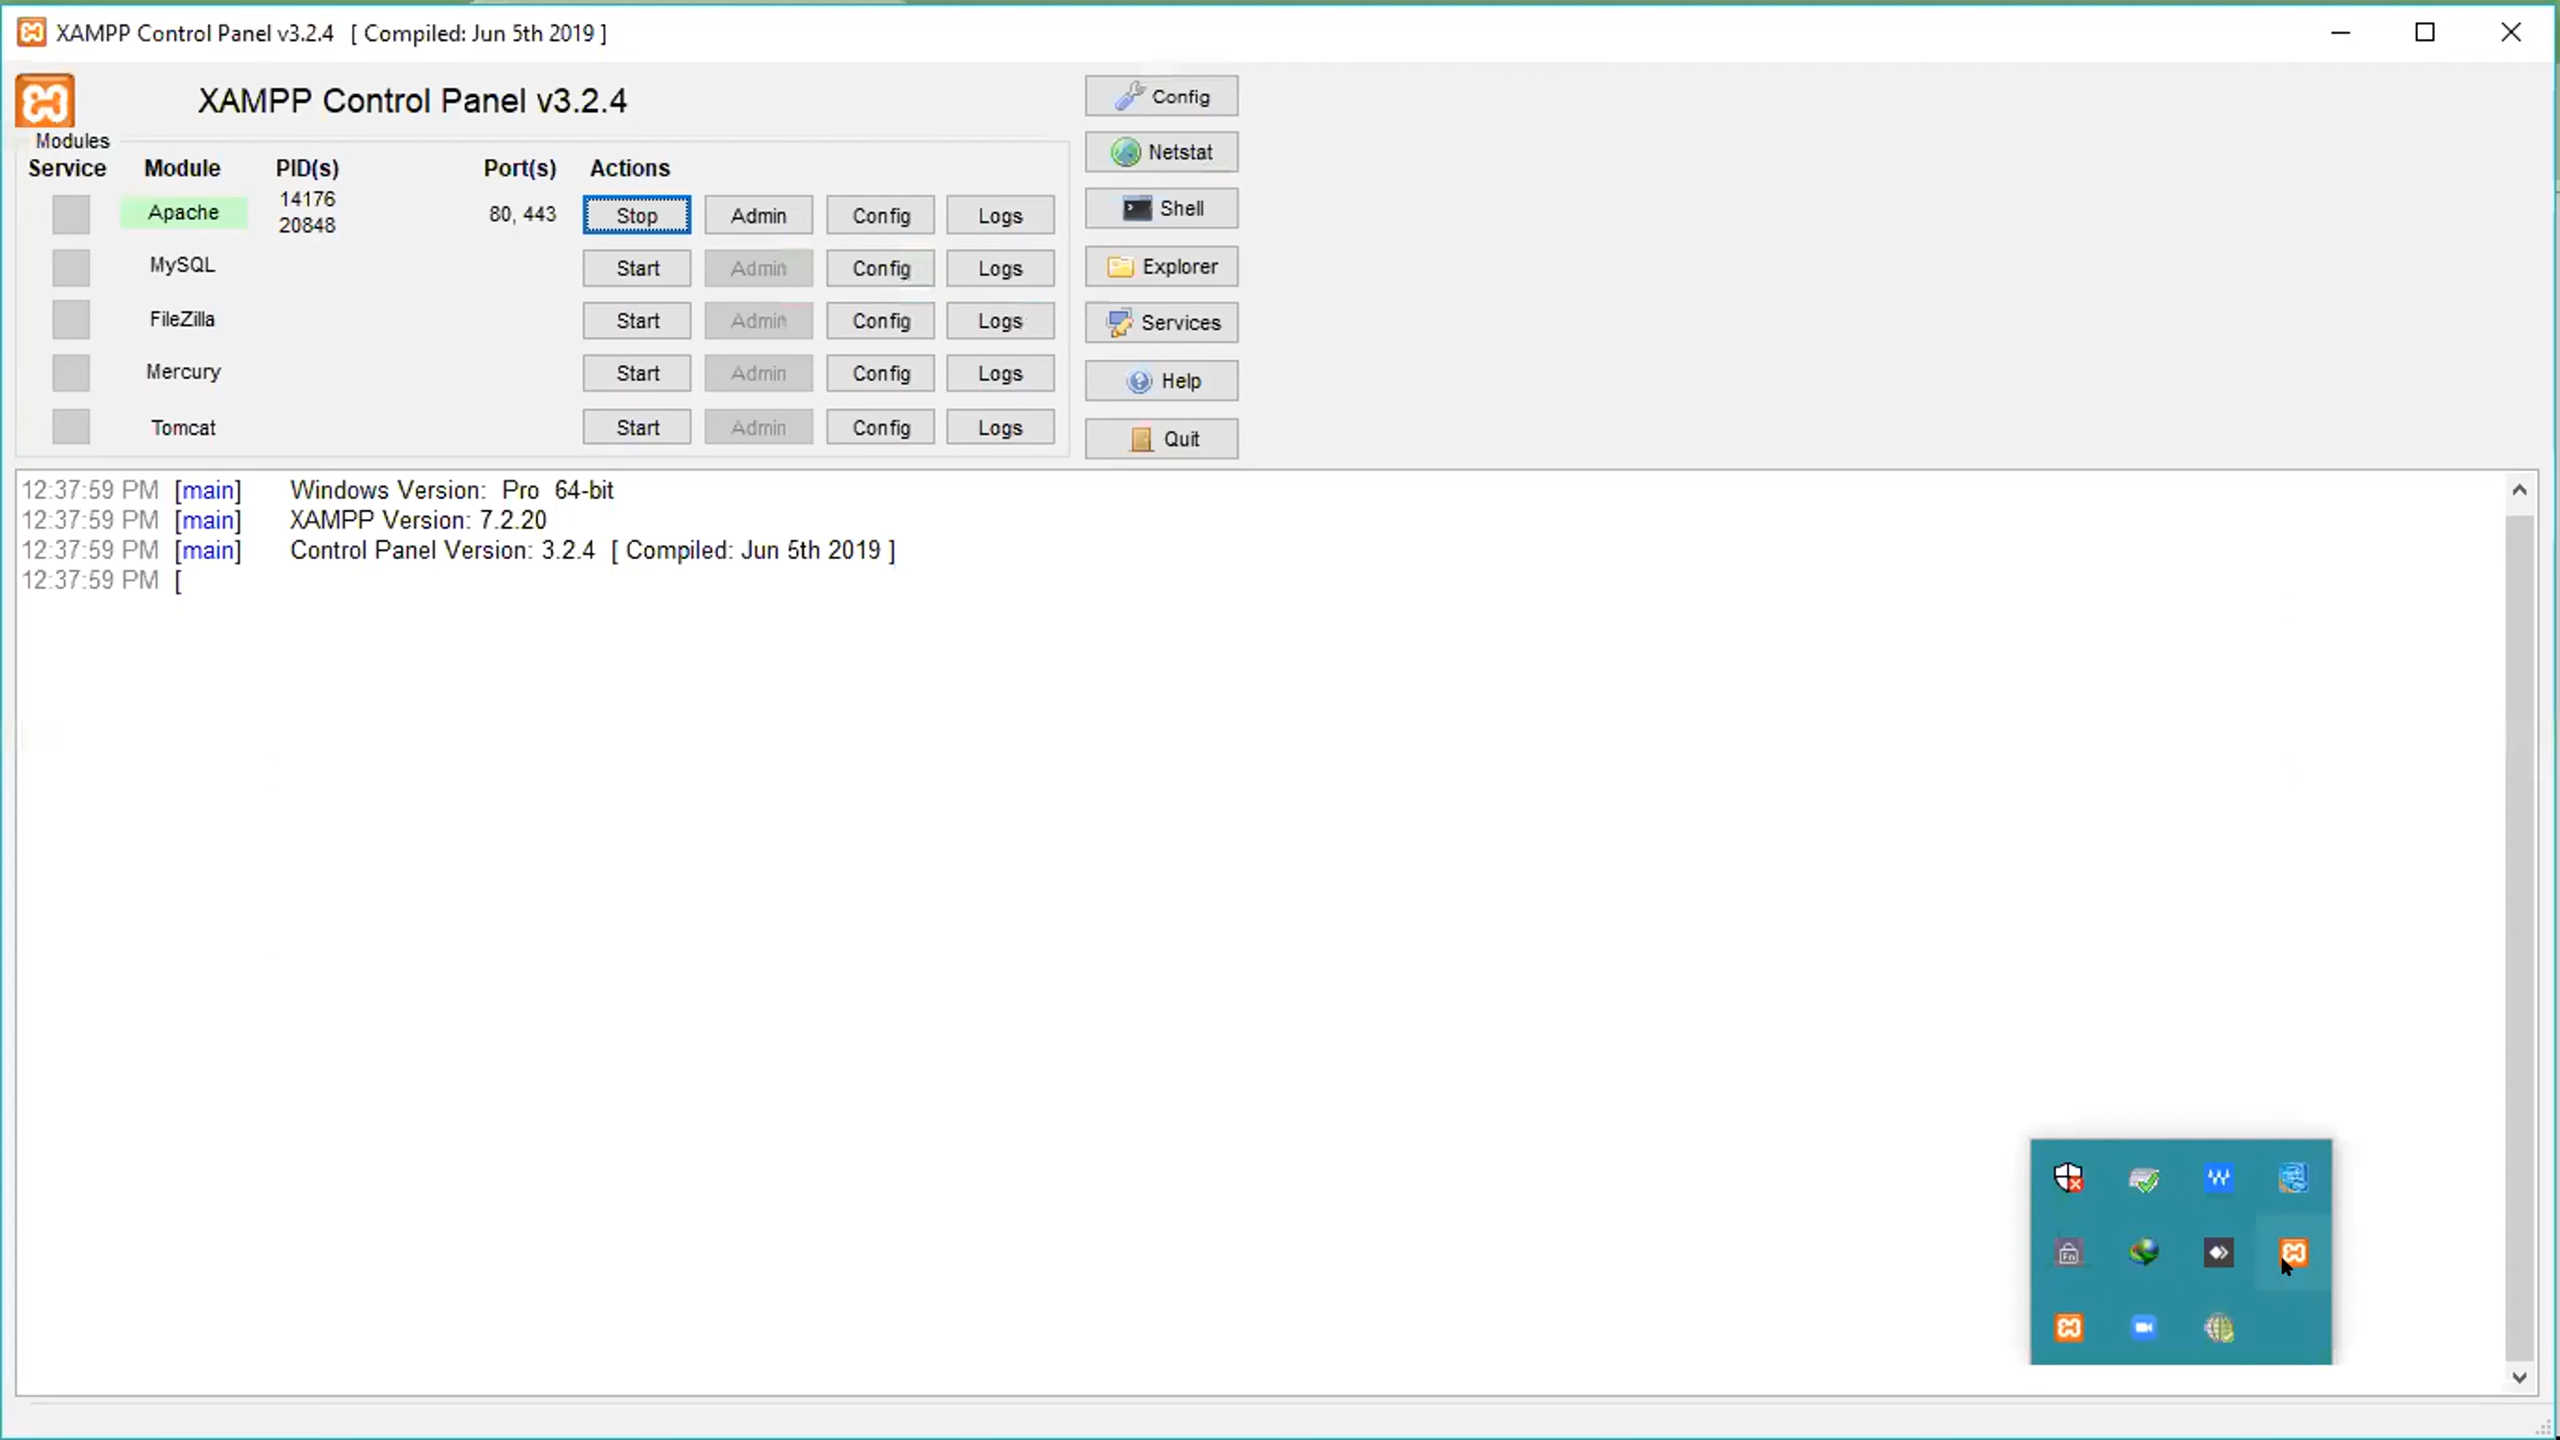 XAMPP Control Panel v3.2.4 [ Compiled: Jun 5th 2019 ]
XAMPP Control Panel v3.2.4
Modules
Service Module PID(s) Port(s) Actions
Apache 14176 20848 80, 443 Stop Admin Config Logs
MySQL Start Admin Config Logs
FileZilla Start Admin Config Logs
Mercury Start Admin Config Logs
Tomcat Start Admin Config Logs
Config
Netstat
Shell
Explorer
Services
Help
Quit
12:37:59 PM [main] Windows Version: Pro 64-bit
12:37:59 PM [main] XAMPP Version: 7.2.20
12:37:59 PM [main] Control Panel Version: 3.2.4 [ Compiled: Jun 5th 2019 ]
12:37:59 PM [